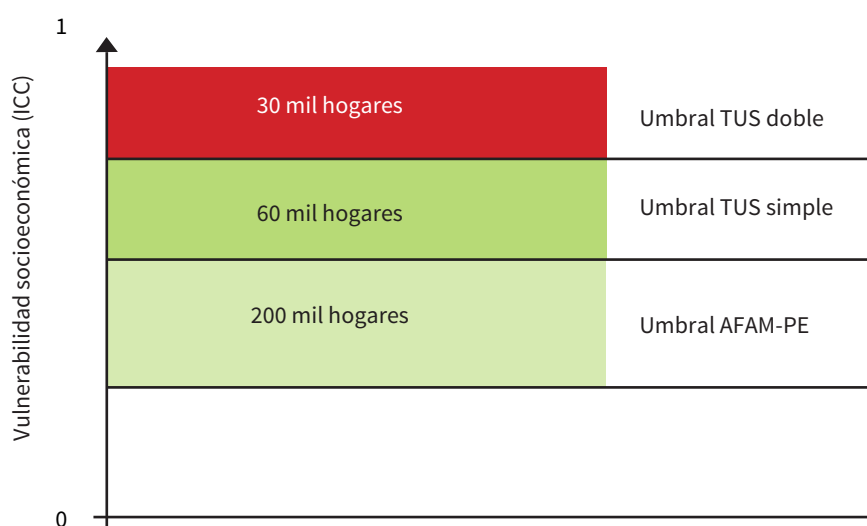 1
Vulnerabilidad socioeconómica (ICC)
30 mil hogares
Umbral TUS doble
60 mil hogares
Umbral TUS simple
200 mil hogares
Umbral AFAM-PE
0